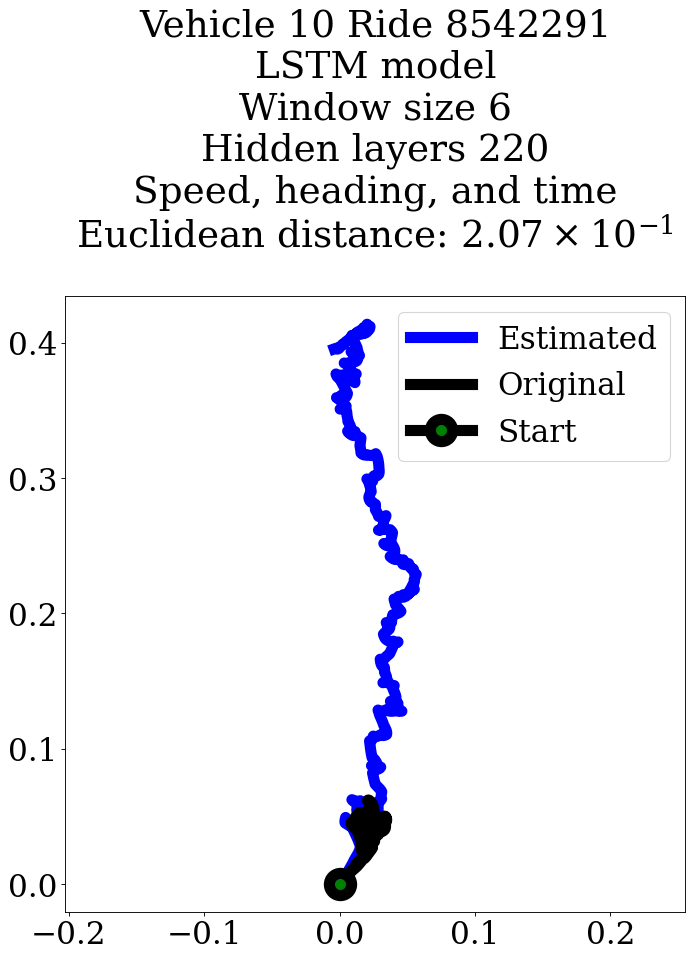 Vehicle 10 Ride 8542291
LSTM model
Window size 6
Hidden layers 220
Speed, heading, and time
Euclidean distance: 2.07 × 10⁻¹
Estimated
Original
Start
0.4
0.3
0.2
0.1
0.0
−0.2
−0.1
0.0
0.1
0.2